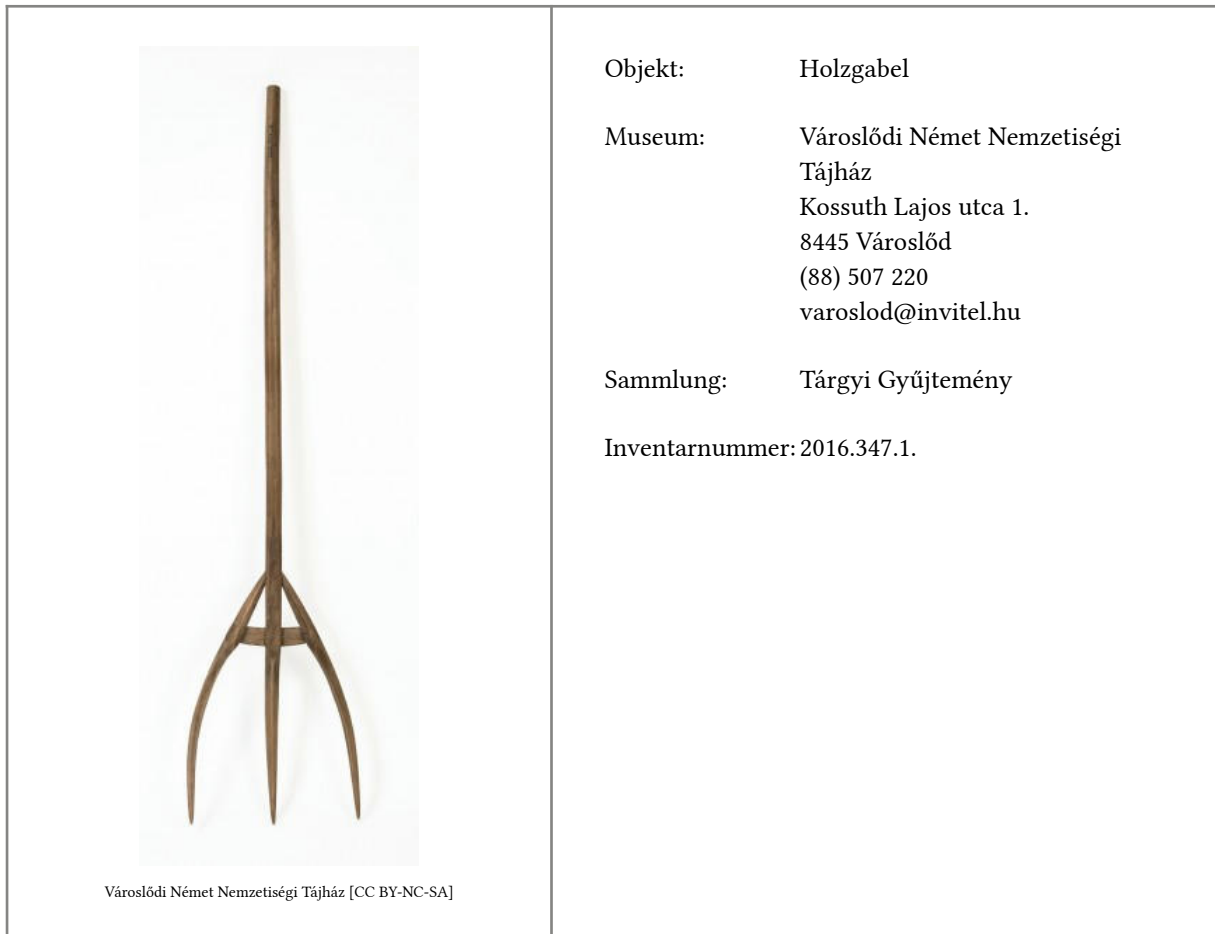 Objekt: Holzgabel
Museum: Városlődi Német Nemzetiségi
Tájház
Kossuth Lajos utca 1.
8445 Városlőd
(88) 507 220
varoslod@invitel.hu
Sammlung: Tárgyi Gyűjtemény
Inventarnummer: 2016.347.1.
Városlődi Német Nemzetiségi Tájház [CC BY-NC-SA]